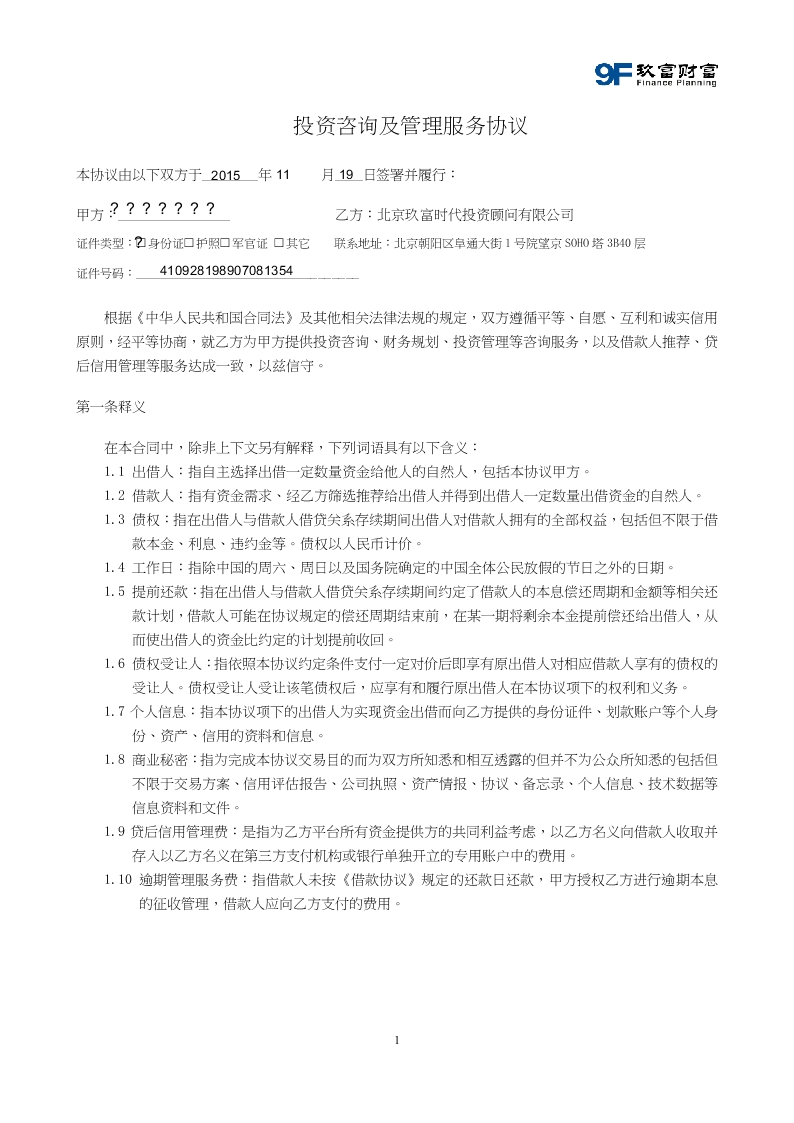 9F 玖富财富
Finance Planning
投资咨询及管理服务协议
本协议由以下双方于 2015 年 11 月 19 日签署并履行：
甲方：? ? ? ? ? ? ? 乙方：北京玖富时代投资顾问有限公司
证件类型：?□身份证□护照□军官证 □其它 联系地址：北京朝阳区阜通大街 1 号院望京 SOHO 塔 3B40 层
证件号码：410928198907081354
根据《中华人民共和国合同法》及其他相关法律法规的规定，双方遵循平等、自愿、互利和诚实信用
原则，经平等协商，就乙方为甲方提供投资咨询、财务规划、投资管理等咨询服务，以及借款人推荐、贷
后信用管理等服务达成一致，以兹信守。
第一条释义
在本合同中，除非上下文另有解释，下列词语具有以下含义：
1.1 出借人：指自主选择出借一定数量资金给他人的自然人，包括本协议甲方。
1.2 借款人：指有资金需求、经乙方筛选推荐给出借人并得到出借人一定数量出借资金的自然人。
1.3 债权：指在出借人与借款人借贷关系存续期间出借人对借款人拥有的全部权益，包括但不限于借
款本金、利息、违约金等。债权以人民币计价。
1.4 工作日：指除中国的周六、周日以及国务院确定的中国全体公民放假的节日之外的日期。
1.5 提前还款：指在出借人与借款人借贷关系存续期间约定了借款人的本息偿还周期和金额等相关还
款计划，借款人可能在协议规定的偿还周期结束前，在某一期将剩余本金提前偿还给出借人，从
而使出借人的资金比约定的计划提前收回。
1.6 债权受让人：指依照本协议约定条件支付一定对价后即享有原出借人对相应借款人享有的债权的
受让人。债权受让人受让该笔债权后，应享有和履行原出借人在本协议项下的权利和义务。
1.7 个人信息：指本协议项下的出借人为实现资金出借而向乙方提供的身份证件、划款账户等个人身
份、资产、信用的资料和信息。
1.8 商业秘密：指为完成本协议交易目的而为双方所知悉和相互透露的但并不为公众所知悉的包括但
不限于交易方案、信用评估报告、公司执照、资产情报、协议、备忘录、个人信息、技术数据等
信息资料和文件。
1.9 贷后信用管理费：是指为乙方平台所有资金提供方的共同利益考虑，以乙方名义向借款人收取并
存入以乙方名义在第三方支付机构或银行单独开立的专用账户中的费用。
1.10 逾期管理服务费：指借款人未按《借款协议》规定的还款日还款，甲方授权乙方进行逾期本息
的征收管理，借款人应向乙方支付的费用。
1